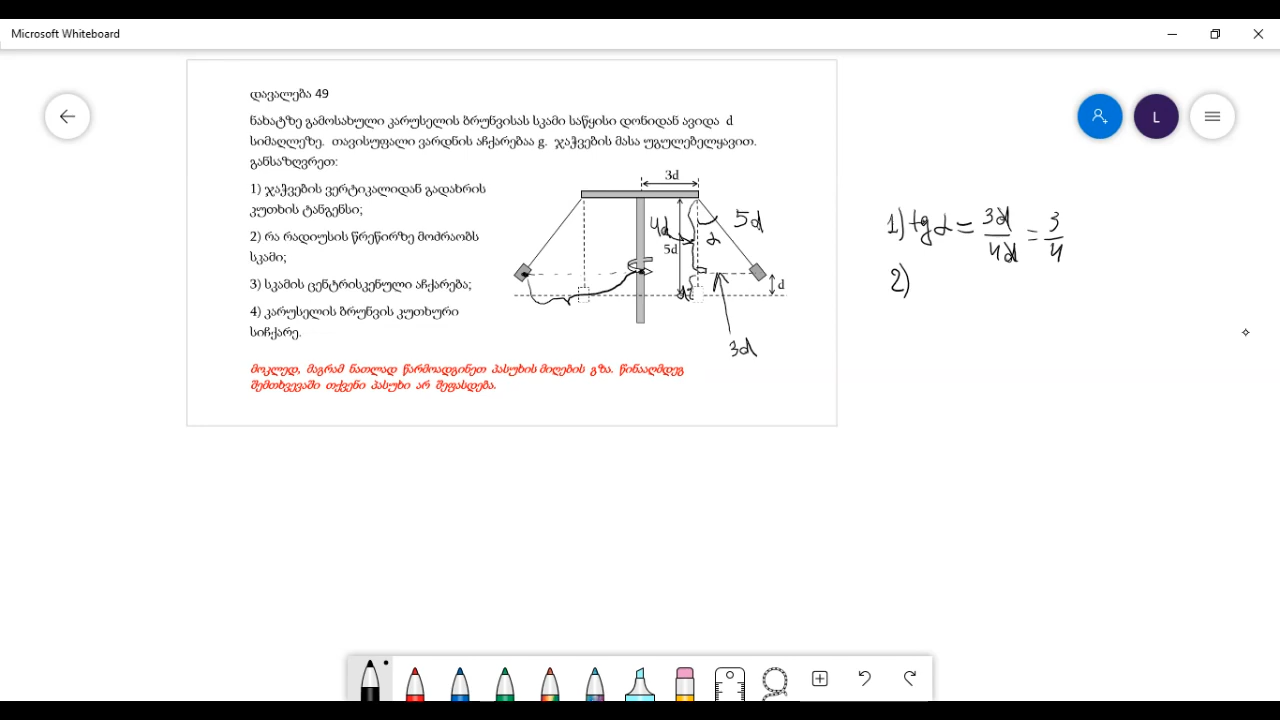 Microsoft Whiteboard
L
დავალება 49
ნახატზე გამოსახული კარუსელის ბრუნვისას სკამი საწყისი დონიდან ავიდა d
სიმაღლეზე. თავისუფალი ვარდნის აჩქარებაა g. ჯაჭვების მასა უგულებელყავით.
განსაზღვრეთ:
1) ჯაჭვების ვერტიკალიდან გადახრის
კუთხის ტანგენსი;
2) რა რადიუსის წრეწირზე მოძრაობს
სკამი;
3) სკამის ცენტრისკენული აჩქარება;
4) კარუსელის ბრუნვის კუთხური
სიჩქარე.
მოკლედ, მაგრამ ნათლად წარმოადგინეთ პასუხის მიღების გზა. წინააღმდეგ
შემთხვევაში თქვენი პასუხი არ შეფასდება.
3d
4d
5d
α
5d
d
3d
1) tgα = 3d/4d = 3/4
2)